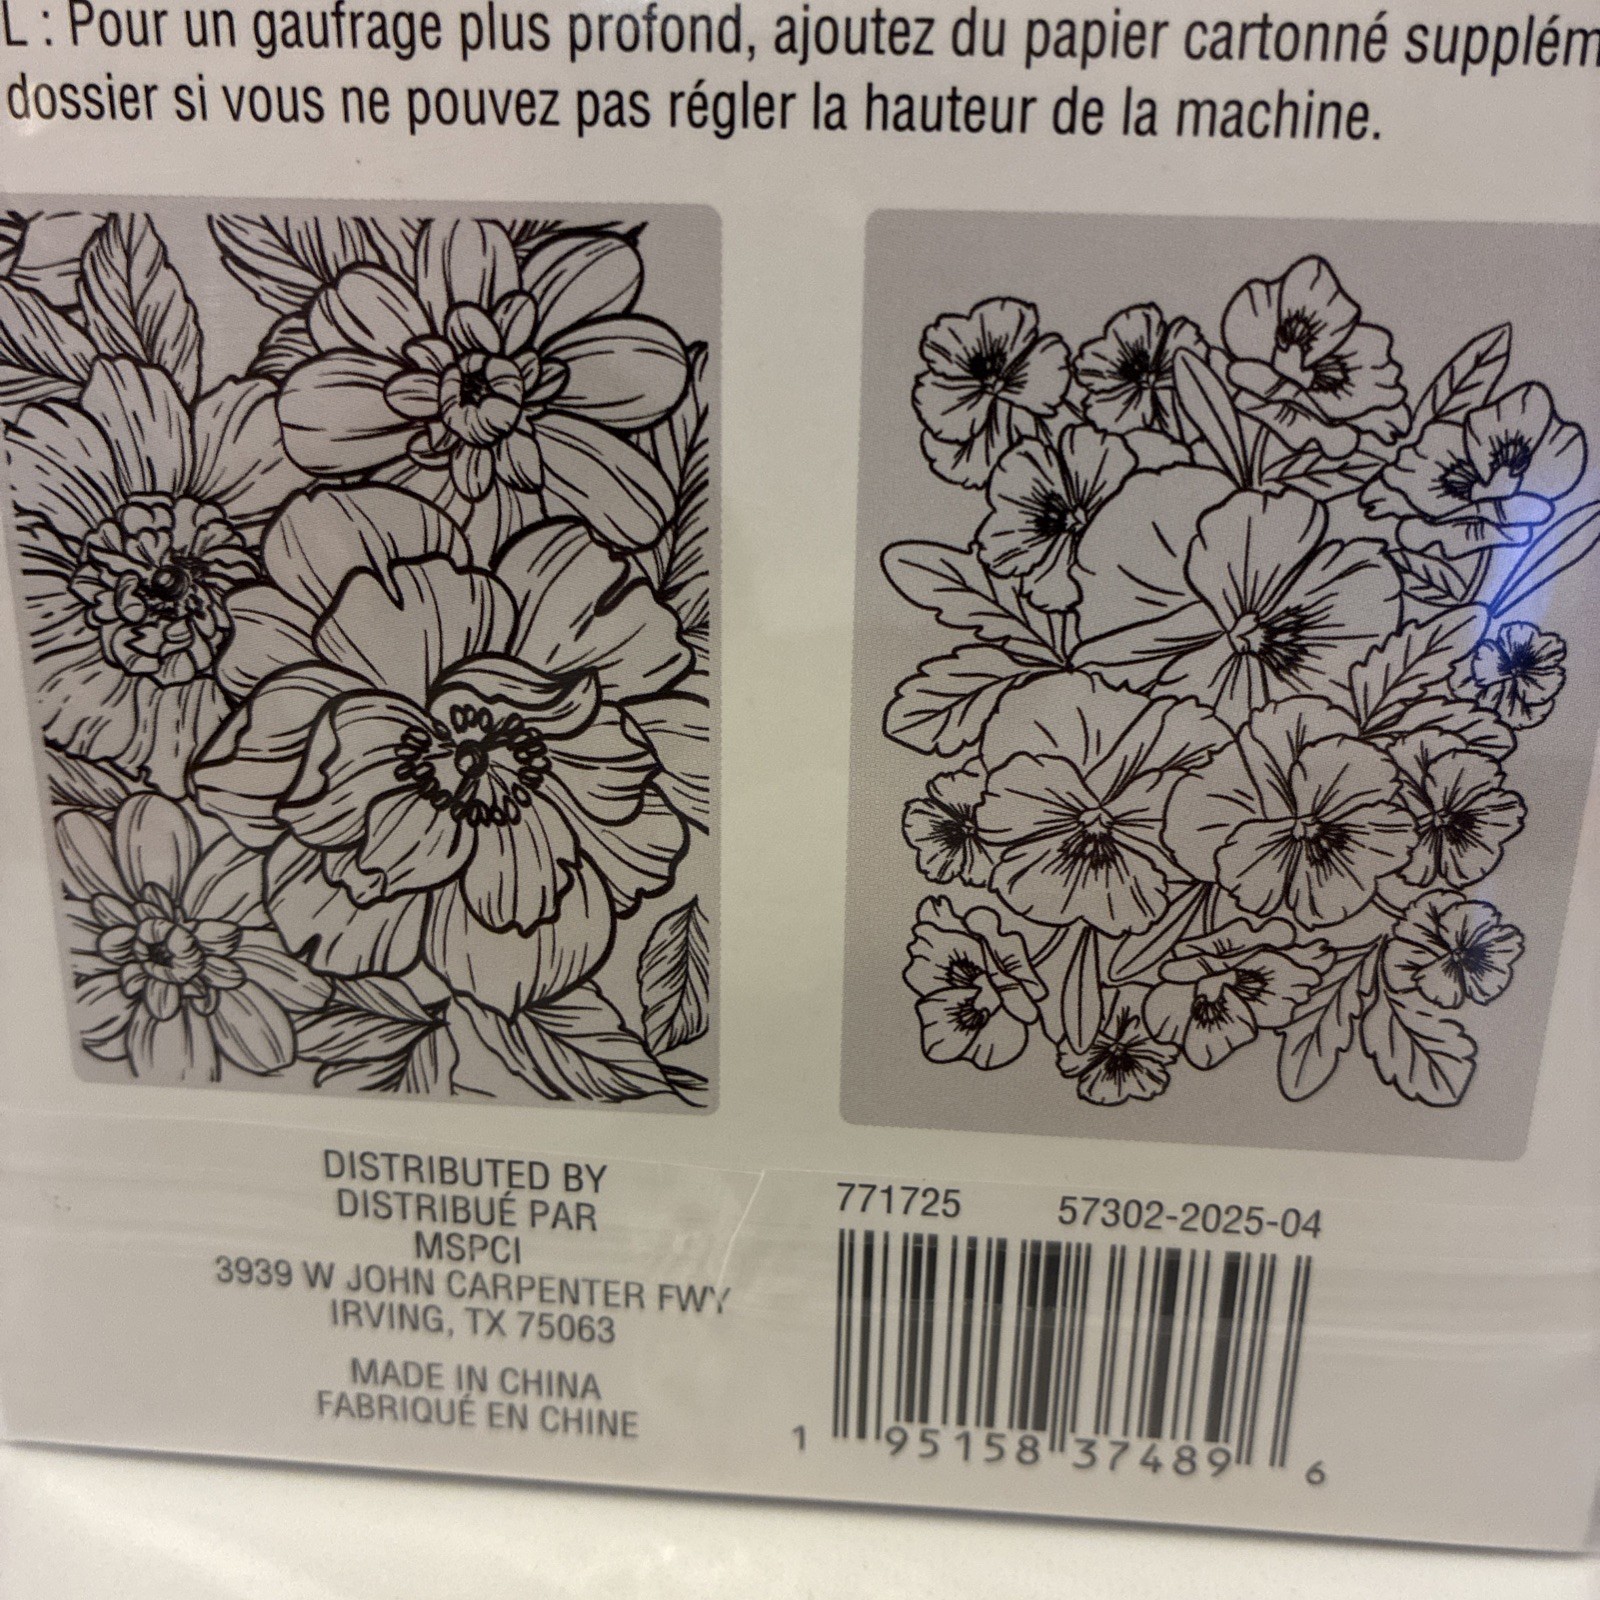 L : Pour un gaufrage plus profond, ajoutez du papier cartonné supplém
dossier si vous ne pouvez pas régler la hauteur de la machine.
DISTRIBUTED BY
DISTRIBUÉ PAR
MSPCI
3939 W JOHN CARPENTER FWY
IRVING, TX 75063
MADE IN CHINA
FABRIQUÉ EN CHINE
771725 57302-2025-04
1 95158 37489 6